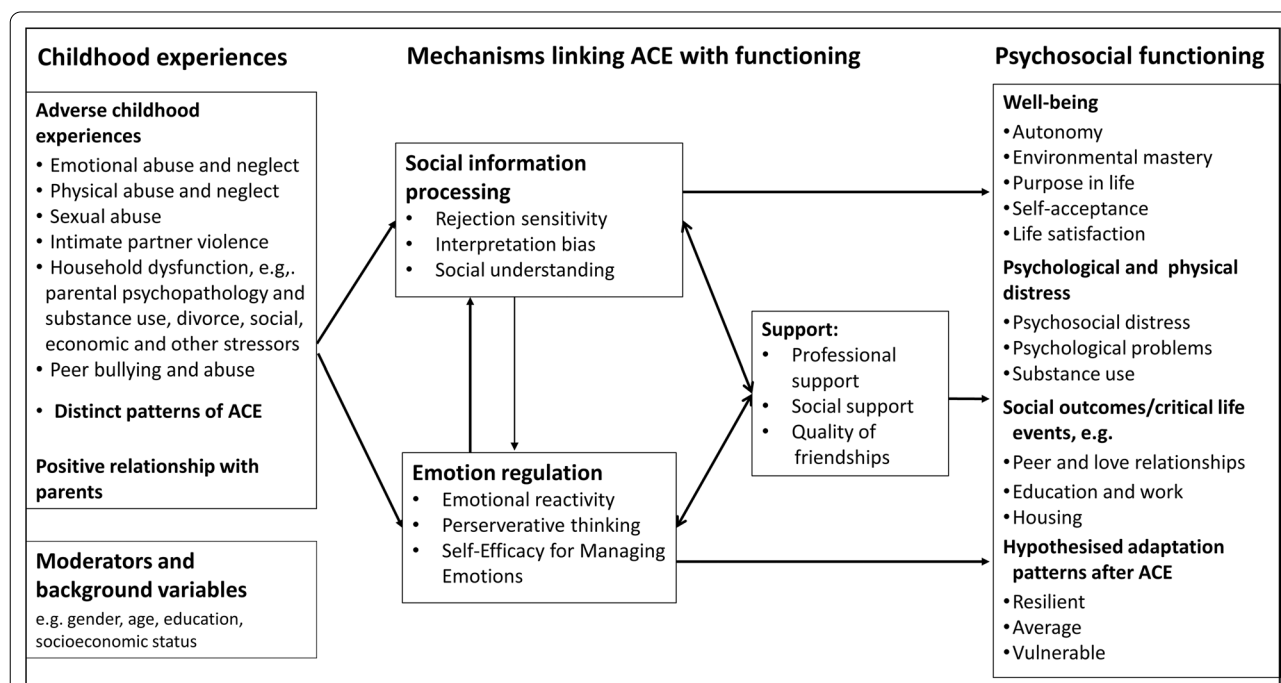 Childhood experiences
Mechanisms linking ACE with functioning
Psychosocial functioning
Adverse childhood
experiences
• Emotional abuse and neglect
• Physical abuse and neglect
• Sexual abuse
• Intimate partner violence
• Household dysfunction, e.g,.
parental psychopathology and
substance use, divorce, social,
economic and other stressors
• Peer bullying and abuse
• Distinct patterns of ACE
Positive relationship with
parents
Moderators and
background variables
e.g. gender, age, education,
socioeconomic status
Social information
processing
• Rejection sensitivity
• Interpretation bias
• Social understanding
Emotion regulation
• Emotional reactivity
• Perserverative thinking
• Self-Efficacy for Managing
Emotions
Support:
• Professional
support
• Social support
• Quality of
friendships
Well-being
•Autonomy
•Environmental mastery
•Purpose in life
•Self-acceptance
•Life satisfaction
Psychological and physical
distress
•Psychosocial distress
•Psychological problems
•Substance use
Social outcomes/critical life
events, e.g.
•Peer and love relationships
•Education and work
•Housing
Hypothesised adaptation
patterns after ACE
•Resilient
•Average
•Vulnerable